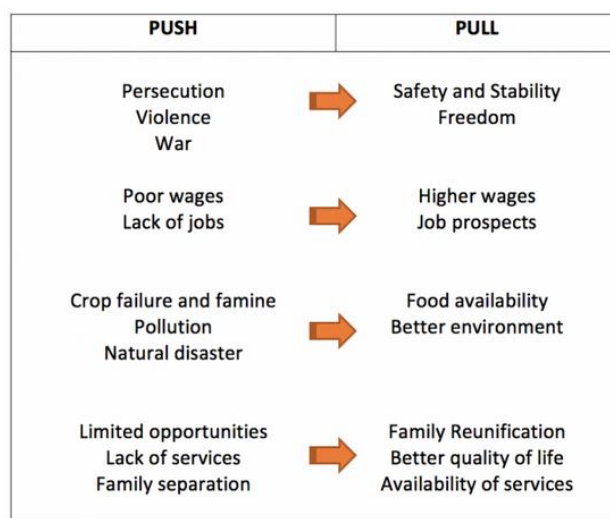 PUSH
PULL
Persecution
Violence
War
Safety and Stability
Freedom
Poor wages
Lack of jobs
Higher wages
Job prospects
Crop failure and famine
Pollution
Natural disaster
Food availability
Better environment
Limited opportunities
Lack of services
Family separation
Family Reunification
Better quality of life
Availability of services